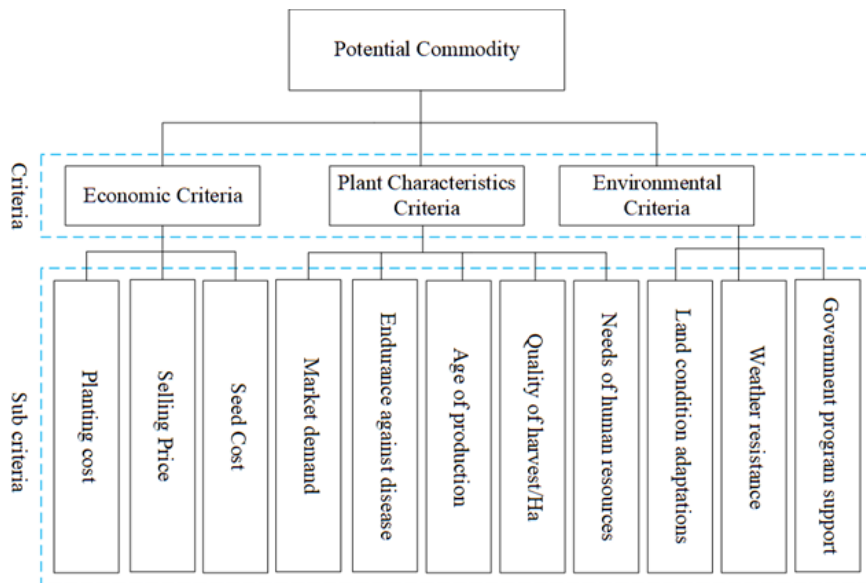 Potential Commodity
Criteria
Economic Criteria
Plant Characteristics
Criteria
Environmental
Criteria
Sub criteria
Planting cost
Selling Price
Seed Cost
Market demand
Endurance against disease
Age of production
Quality of harvest/Ha
Needs of human resources
Land condition adaptations
Weather resistance
Government program support